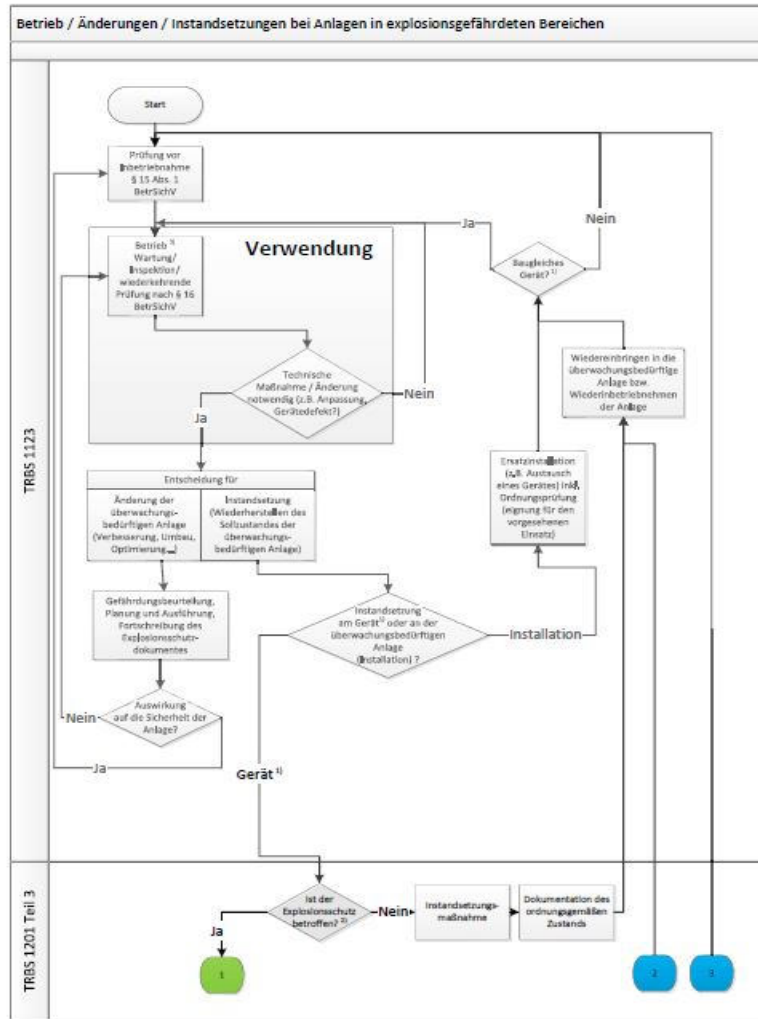 Betrieb / Änderungen / Instandsetzungen bei Anlagen in explosionsgefährdeten Bereichen
TRBS 1123
Start
Prüfung vor
Inbetriebnahme
§ 15 Abs. 1
BetrSichV
Ja
Nein
Verwendung
Betrieb 3)
Wartung/
Inspektion/
wiederkehrende
Prüfung nach § 16
BetrSichV
Baugleiches
Gerät? 1)
Technische
Maßnahme / Änderung
notwendig (z.B. Anpassung,
Gerätedefekt?)
Nein
Ja
Wiedereinbringen in die
überwachungsbedürftige
Anlage bzw.
Wiederinbetriebnehmen
der Anlage
Entscheidung für
Änderung der
überwachungs-
bedürftigen Anlage
(Verbesserung, Umbau,
Optimierung...)
Instandsetzung
(Wiederherstellen des
Sollzustandes der
überwachungs-
bedürftigen Anlage)
Ersatzinstallation
(z.B. Austausch
eines Gerätes) inkl.
Ordnungsprüfung
(eignung für den
vorgesehenen
Einsatz)
Gefährdungsbeurteilung,
Planung und Ausführung,
Fortschreibung des
Explosionsschutz-
dokumentes
Instandsetzung
am Gerät 1) oder an der
überwachungsbedürftigen
Anlage
(Installation) ?
Installation
Auswirkung
auf die Sicherheit der
Anlage?
Nein
Ja
Gerät 1)
TRBS 1201 Teil 3
Ist der
Explosionsschutz
betroffen? 2)
Ja
Nein
Instandsetzungs-
maßnahme
Dokumentation des
ordnungsgemäßen
Zustands
1
2
3